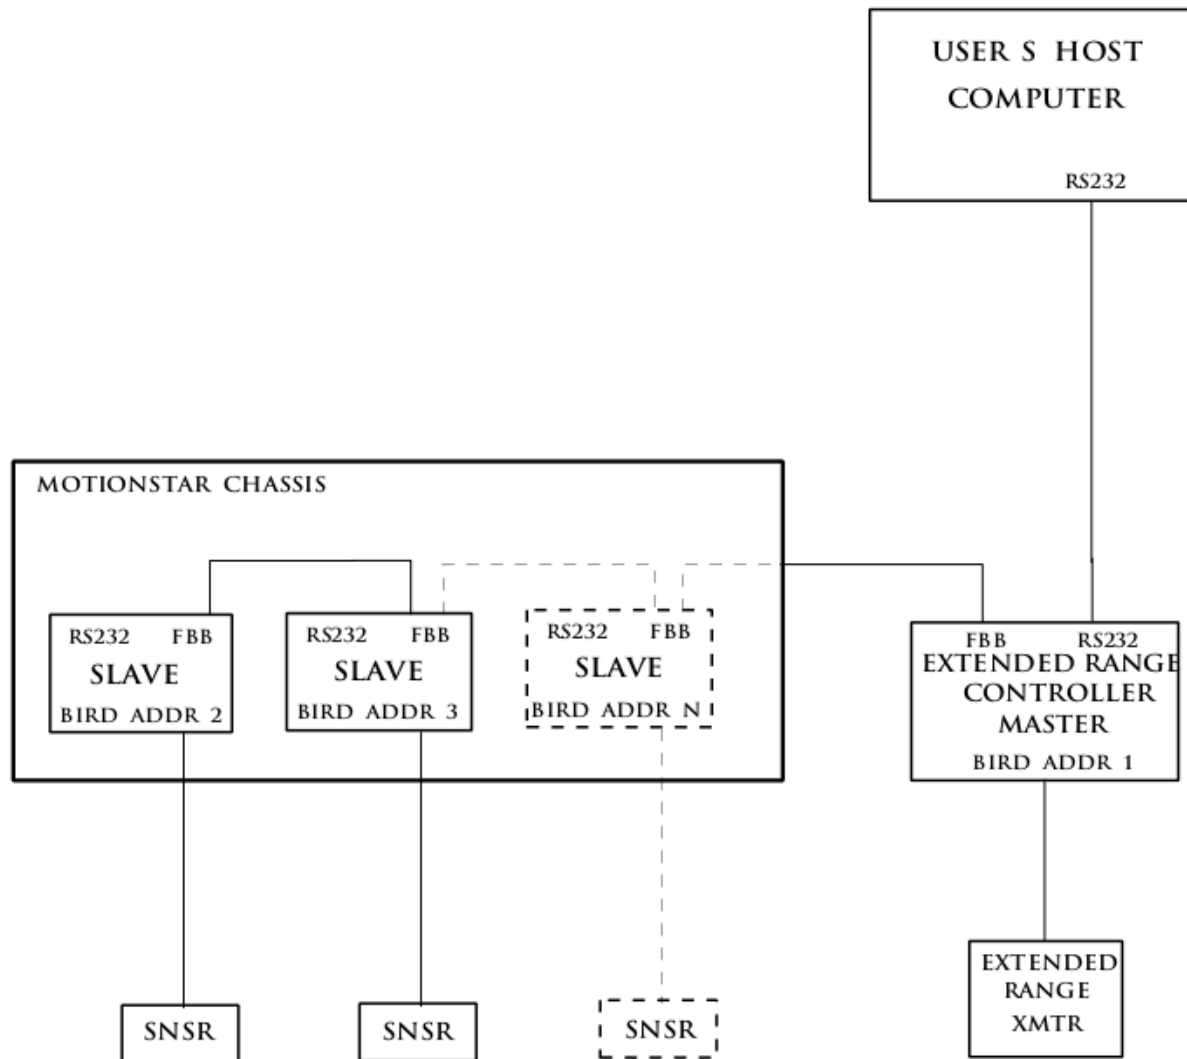 USER S HOST
COMPUTER
RS232
MOTIONSTAR CHASSIS
RS232 FBB
SLAVE
BIRD ADDR 2
RS232 FBB
SLAVE
BIRD ADDR 3
RS232 FBB
SLAVE
BIRD ADDR N
FBB RS232
EXTENDED RANGE
CONTROLLER
MASTER
BIRD ADDR 1
SNSR
SNSR
SNSR
EXTENDED
RANGE
XMTR